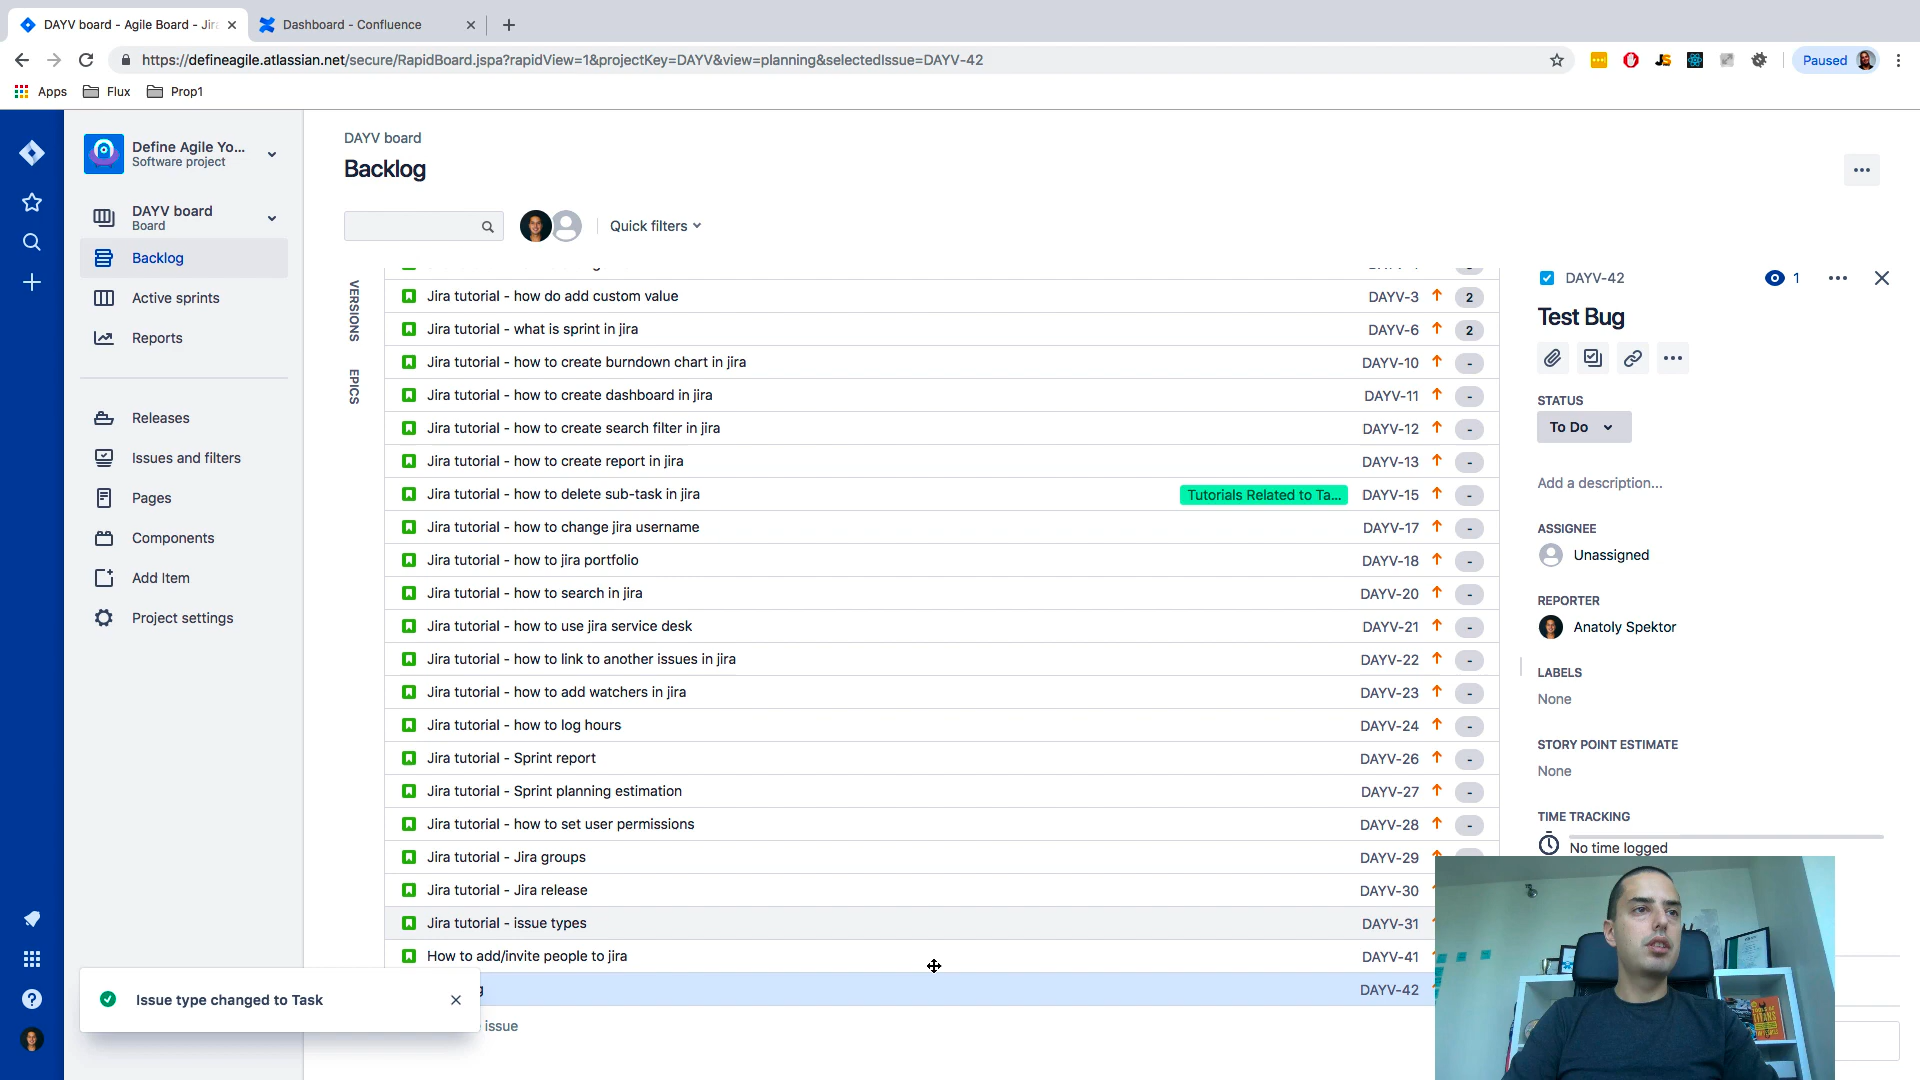 DAYV board - Agile Board - Jir
Dashboard - Confluence
https://defineagile.atlassian.net/secure/RapidBoard.jspa?rapidView=1&projectKey=DAYV&view=planning&selectedIssue=DAYV-42
Paused
Apps
Flux
Prop1
Define Agile Yo...
Software project
DAYV board
Board
Backlog
Active sprints
Reports
Releases
Issues and filters
Pages
Components
Add Item
Project settings
DAYV board
Backlog
Quick filters
VERSIONS
EPICS
Jira tutorial - how do add custom value DAYV-3 2
Jira tutorial - what is sprint in jira DAYV-6 2
Jira tutorial - how to create burndown chart in jira DAYV-10 -
Jira tutorial - how to create dashboard in jira DAYV-11 -
Jira tutorial - how to create search filter in jira DAYV-12 -
Jira tutorial - how to create report in jira DAYV-13 -
Jira tutorial - how to delete sub-task in jira Tutorials Related to Ta... DAYV-15 -
Jira tutorial - how to change jira username DAYV-17 -
Jira tutorial - how to jira portfolio DAYV-18 -
Jira tutorial - how to search in jira DAYV-20 -
Jira tutorial - how to use jira service desk DAYV-21 -
Jira tutorial - how to link to another issues in jira DAYV-22 -
Jira tutorial - how to add watchers in jira DAYV-23 -
Jira tutorial - how to log hours DAYV-24 -
Jira tutorial - Sprint report DAYV-26 -
Jira tutorial - Sprint planning estimation DAYV-27 -
Jira tutorial - how to set user permissions DAYV-28 -
Jira tutorial - Jira groups DAYV-29
Jira tutorial - Jira release DAYV-30
Jira tutorial - issue types DAYV-31
How to add/invite people to jira DAYV-41
DAYV-42
issue
Issue type changed to Task
DAYV-42
1
Test Bug
STATUS
To Do
Add a description...
ASSIGNEE
Unassigned
REPORTER
Anatoly Spektor
LABELS
None
STORY POINT ESTIMATE
None
TIME TRACKING
No time logged